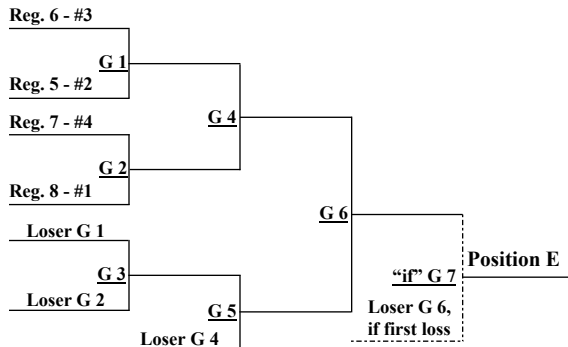 Reg. 6 - #3
G 1
Reg. 5 - #2
G 4
Reg. 7 - #4
G 2
Reg. 8 - #1
G 6
Loser G 1
Position E
G 3
“if” G 7
Loser G 2
G 5
Loser G 6,
if first loss
Loser G 4